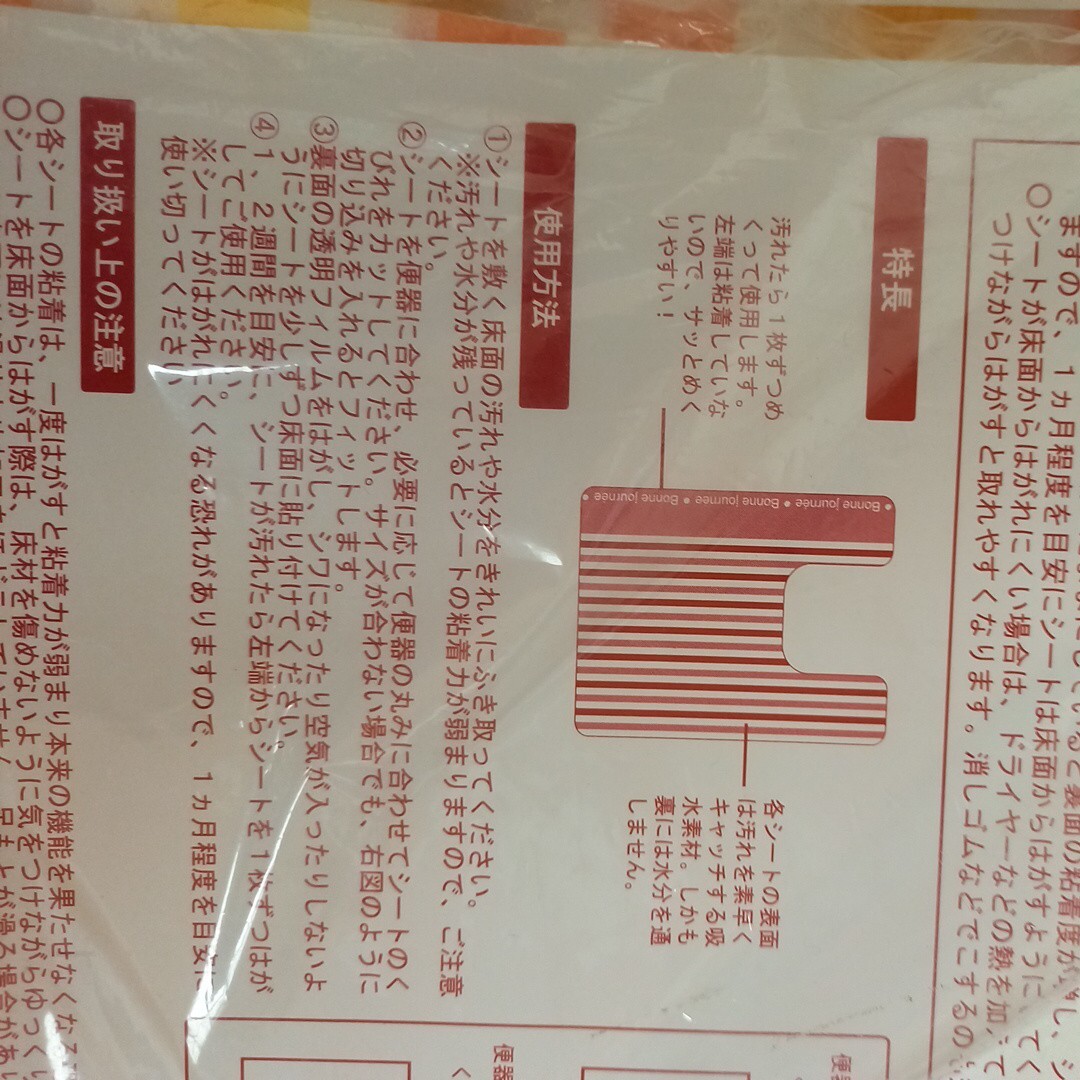 ますので、1ヵ月程度を目安にシートは床面からはがすように
〇シートが床面からはがれにくい場合は、ドライヤーなどの熱を加
つけながらはがすと取れやすくなります。消しゴムなどでこするの
特長
汚れたら1枚ずつめ
くって使用します。
左端は粘着していな
いので、サッとめく
りやすい！
• Bonne journée • Bonne journée • Bonne journée •
各シートの表面
は汚れを素早く
キャッチする吸
水素材。しかも
裏には水分を通
しません。
使用方法
①シートを敷く床面の汚れや水分をきれいにふき取ってください。
※汚れや水分が残っているとシートの粘着力が弱まりますので、ご注意
ください。
②シートを便器に合わせ、必要に応じて便器の丸みに合わせてシートのく
びれをカットしてください。サイズが合わない場合でも、右図のように
切り込みを入れるとフィットします。
③裏面の透明フィルムをはがし、シワになったり空気が入ったりしないよ
うにシートを少しずつ床面に貼り付けてください。
④1、2週間を目安に、シートが汚れたら左端からシートを1枚ずつはが
してご使用ください。
※シートがはがれにくくなる恐れがありますので、1ヵ月程度を目安に
使い切ってください。
取り扱い上の注意
〇各シートの粘着は、一度はがすと粘着力が弱まり本来の機能を果たせなくなる
〇シートを床面からはがす際は、床材を傷めないように気をつけながらゆっくり
便器
便器
く